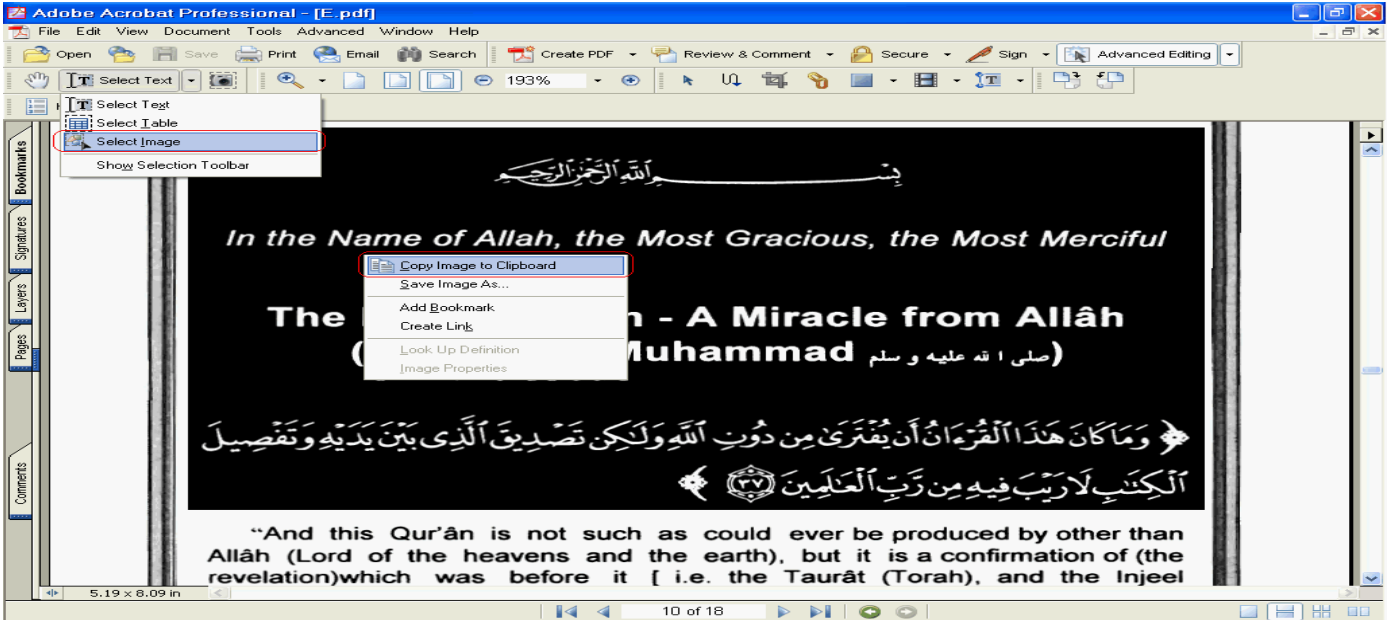 Adobe Acrobat Professional - [E.pdf]
File Edit View Document Tools Advanced Window Help
Open Save Print Email Search Create PDF Review & Comment Secure Sign Advanced Editing
Select Text 193%
Select Text
Select Table
Select Image
Show Selection Toolbar
Bookmarks
Signatures
Layers
Pages
Comments
بِسْمِ ٱللَّهِ ٱلرَّحْمَٰنِ ٱلرَّحِيمِ
In the Name of Allah, the Most Gracious, the Most Merciful
Copy Image to Clipboard
Save Image As...
Add Bookmark
Create Link
Look Up Definition
Image Properties
The - A Miracle from Allâh
( Muhammad صلى ا لله عليه و سلم)
﴿ وَمَا كَانَ هَٰذَا ٱلْقُرْءَانُ أَن يُفْتَرَىٰ مِن دُونِ ٱللَّهِ وَلَٰكِن تَصْدِيقَ ٱلَّذِى بَيْنَ يَدَيْهِ وَتَفْصِيلَ
ٱلْكِتَٰبِ لَا رَيْبَ فِيهِ مِن رَّبِّ ٱلْعَٰلَمِينَ ٣٧ ﴾
“And this Qur’ân is not such as could ever be produced by other than
Allâh (Lord of the heavens and the earth), but it is a confirmation of (the
revelation)which was before it [ i.e. the Taurât (Torah), and the Injeel
5.19 x 8.09 in
10 of 18